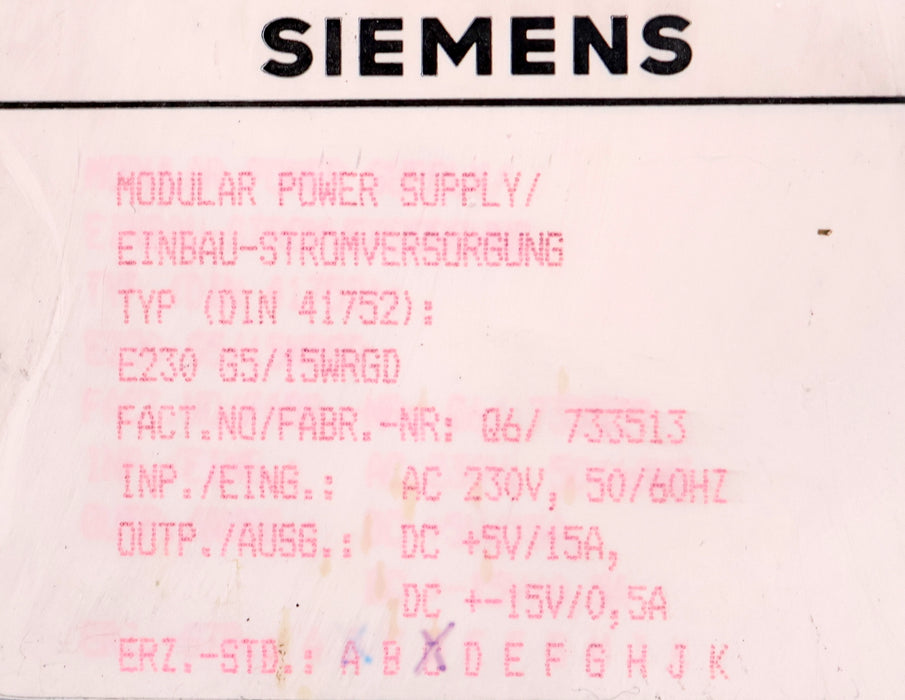 SIEMENS
MODULAR POWER SUPPLY/
EINBAU-STROMVERSORGUNG
TYP (DIN 41752):
E230 G5/15WRGD
FACT.NO/FABR.-NR: Q6/ 733513
INP./EING.: AC 230V, 50/60HZ
OUTP./AUSG.: DC +5V/15A,
DC +-15V/0,5A
ERZ.-STD.: A B C D E F G H J K